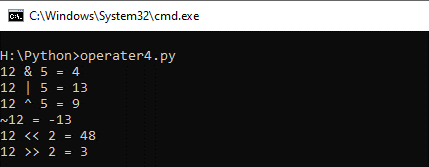 C:\Windows\System32\cmd.exe
H:\Python>operater4.py
12 & 5 = 4
12 | 5 = 13
12 ^ 5 = 9
~12 = -13
12 << 2 = 48
12 >> 2 = 3